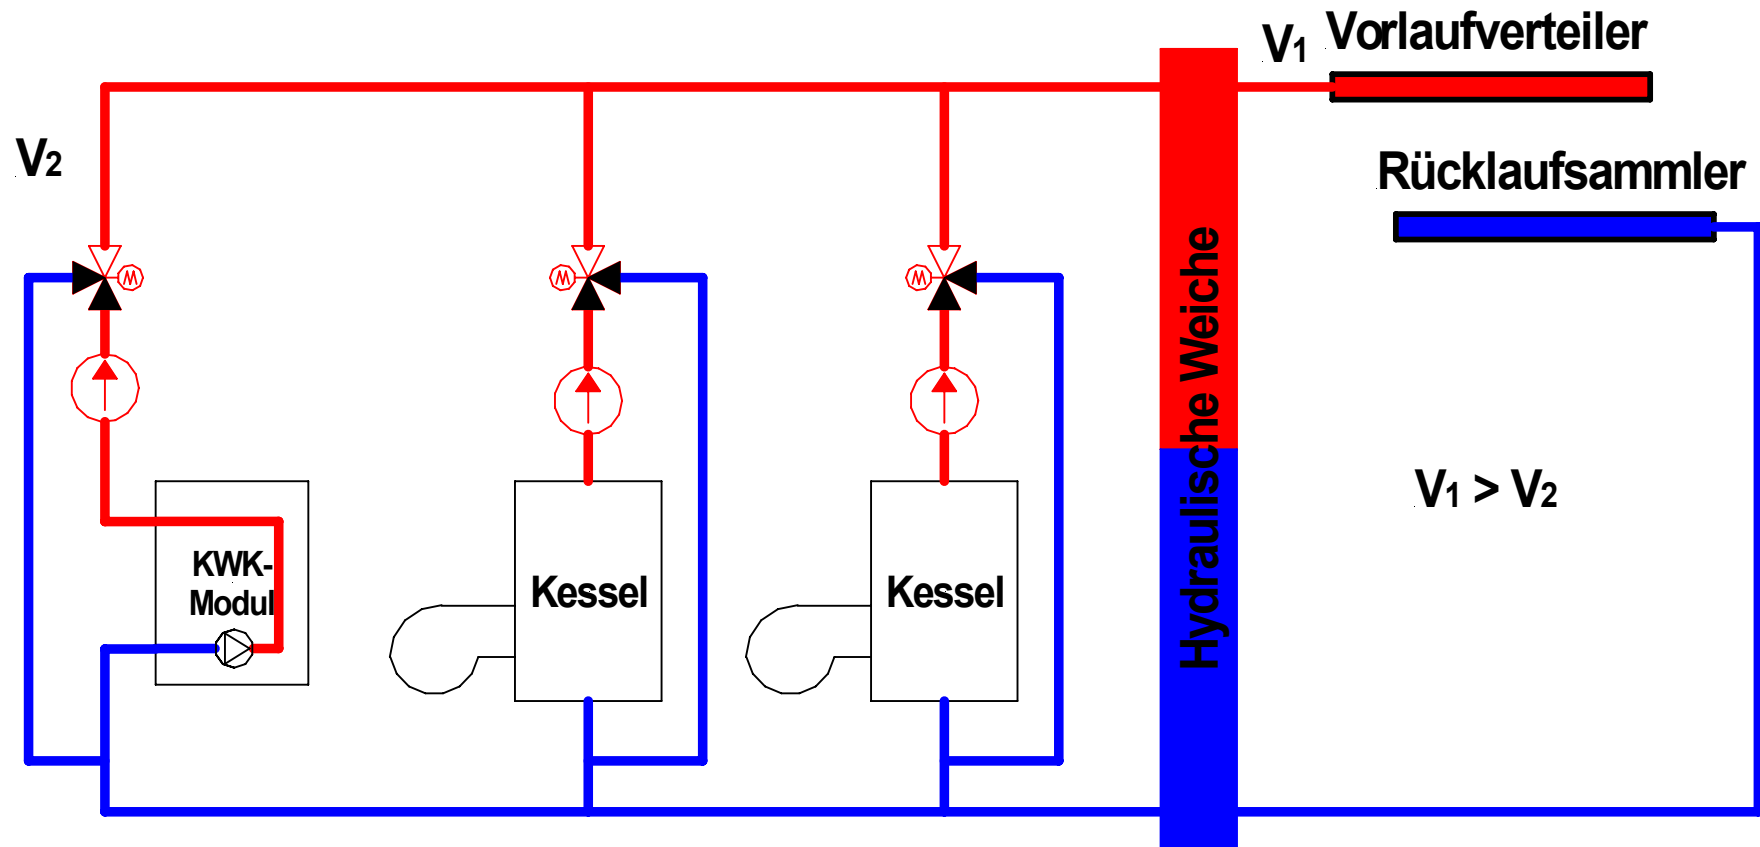 V1 Vorlaufverteiler
V2
Rücklaufsammler
M
M
M
Hydraulische Weiche
V1 > V2
KWK-
Modul
Kessel
Kessel